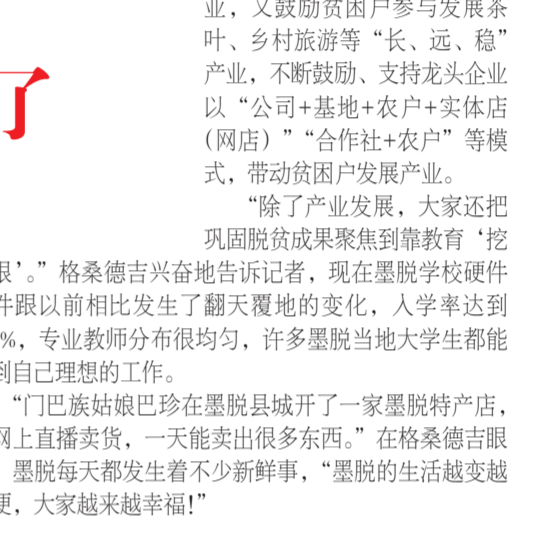 了
业，又鼓励贫困户参与发展茶
叶、乡村旅游等“长、远、稳”
产业，不断鼓励、支持龙头企业
以“公司+基地+农户+实体店
(网店）”“合作社+农户”等模
式，带动贫困户发展产业。
“除了产业发展，大家还把
巩固脱贫成果聚焦到靠教育‘挖
根’。”格桑德吉兴奋地告诉记者，现在墨脱学校硬件
件跟以前相比发生了翻天覆地的变化，入学率达到
%，专业教师分布很均匀，许多墨脱当地大学生都能
到自己理想的工作。
“门巴族姑娘巴珍在墨脱县城开了一家墨脱特产店，
网上直播卖货，一天能卖出很多东西。”在格桑德吉眼
，墨脱每天都发生着不少新鲜事，“墨脱的生活越变越
便，大家越来越幸福！”